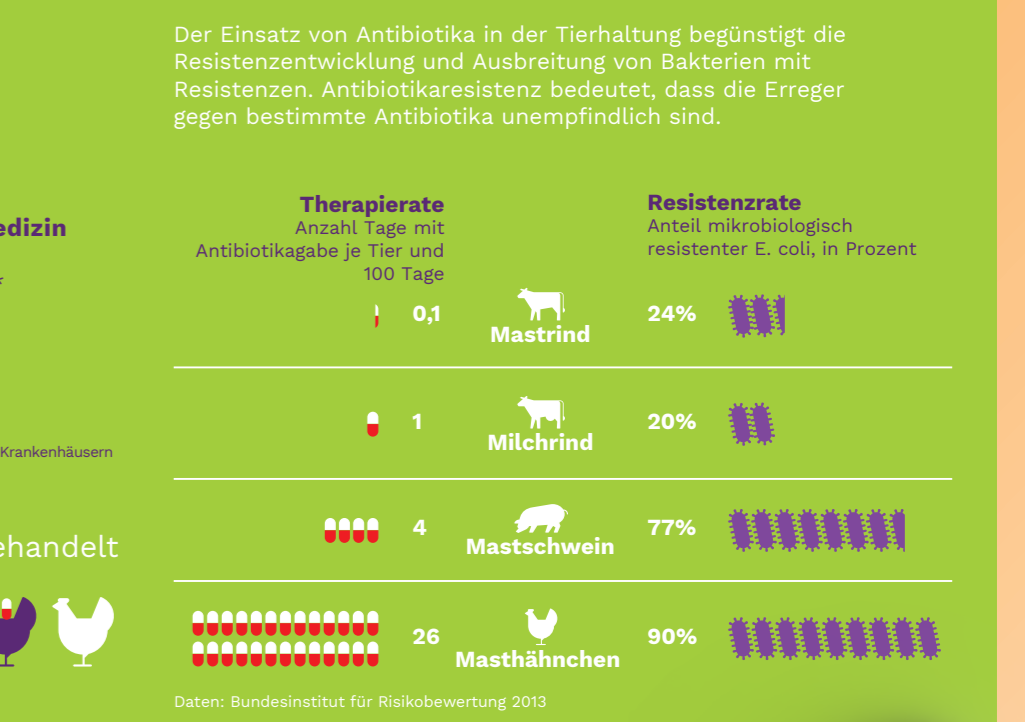 Der Einsatz von Antibiotika in der Tierhaltung begünstigt die
Resistenzentwicklung und Ausbreitung von Bakterien mit
Resistenzen. Antibiotikaresistenz bedeutet, dass die Erreger
gegen bestimmte Antibiotika unempfindlich sind.
edizin
*
Krankenhäusern
ehandelt
Therapierate
Anzahl Tage mit
Antibiotikagabe je Tier und
100 Tage
Resistenzrate
Anteil mikrobiologisch
resistenter E. coli, in Prozent
0,1
Mastrind
24%
1
Milchrind
20%
4
Mastschwein
77%
26
Masthähnchen
90%
Daten: Bundesinstitut für Risikobewertung 2013